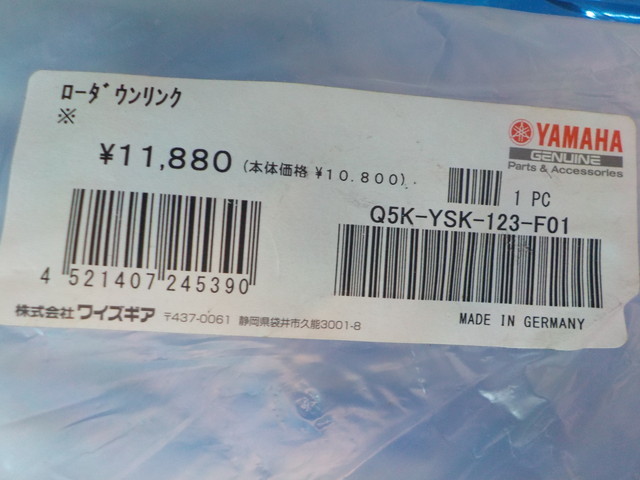 ﾛｰﾀﾞｳﾝﾘﾝｸ
※
¥11,880 (本体価格 ¥10.800).
YAMAHA
GENUINE
Parts & Accessories
1 PC
Q5K-YSK-123-F01
4 521407 245390
MADE IN GERMANY
株式会社 ワイズギア 〒437-0061 静岡県袋井市久能3001-8